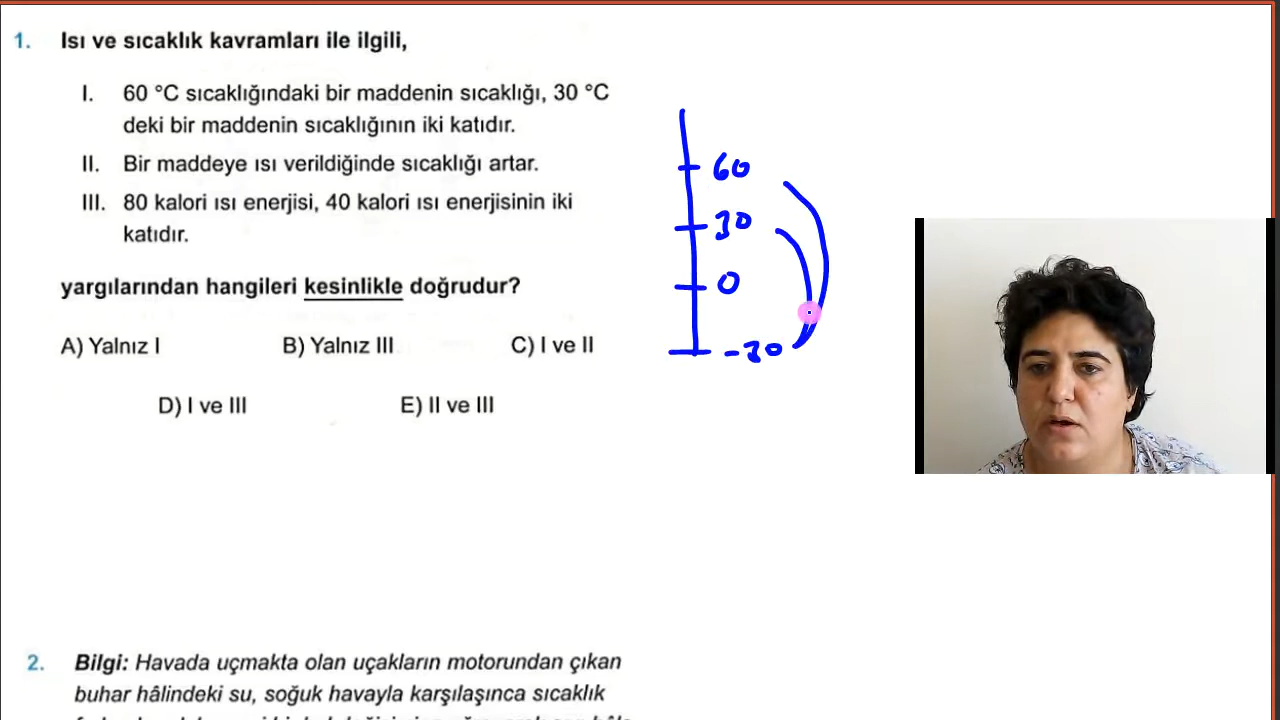 1. Isı ve sıcaklık kavramları ile ilgili,
I. 60 °C sıcaklığındaki bir maddenin sıcaklığı, 30 °C
deki bir maddenin sıcaklığının iki katıdır.
II. Bir maddeye ısı verildiğinde sıcaklığı artar.
III. 80 kalori ısı enerjisi, 40 kalori ısı enerjisinin iki
katıdır.
yargılarından hangileri kesinlikle doğrudur?
A) Yalnız I B) Yalnız III C) I ve II
D) I ve III E) II ve III
60
30
0
-30
2. Bilgi: Havada uçmakta olan uçakların motorundan çıkan
buhar hâlindeki su, soğuk havayla karşılaşınca sıcaklık